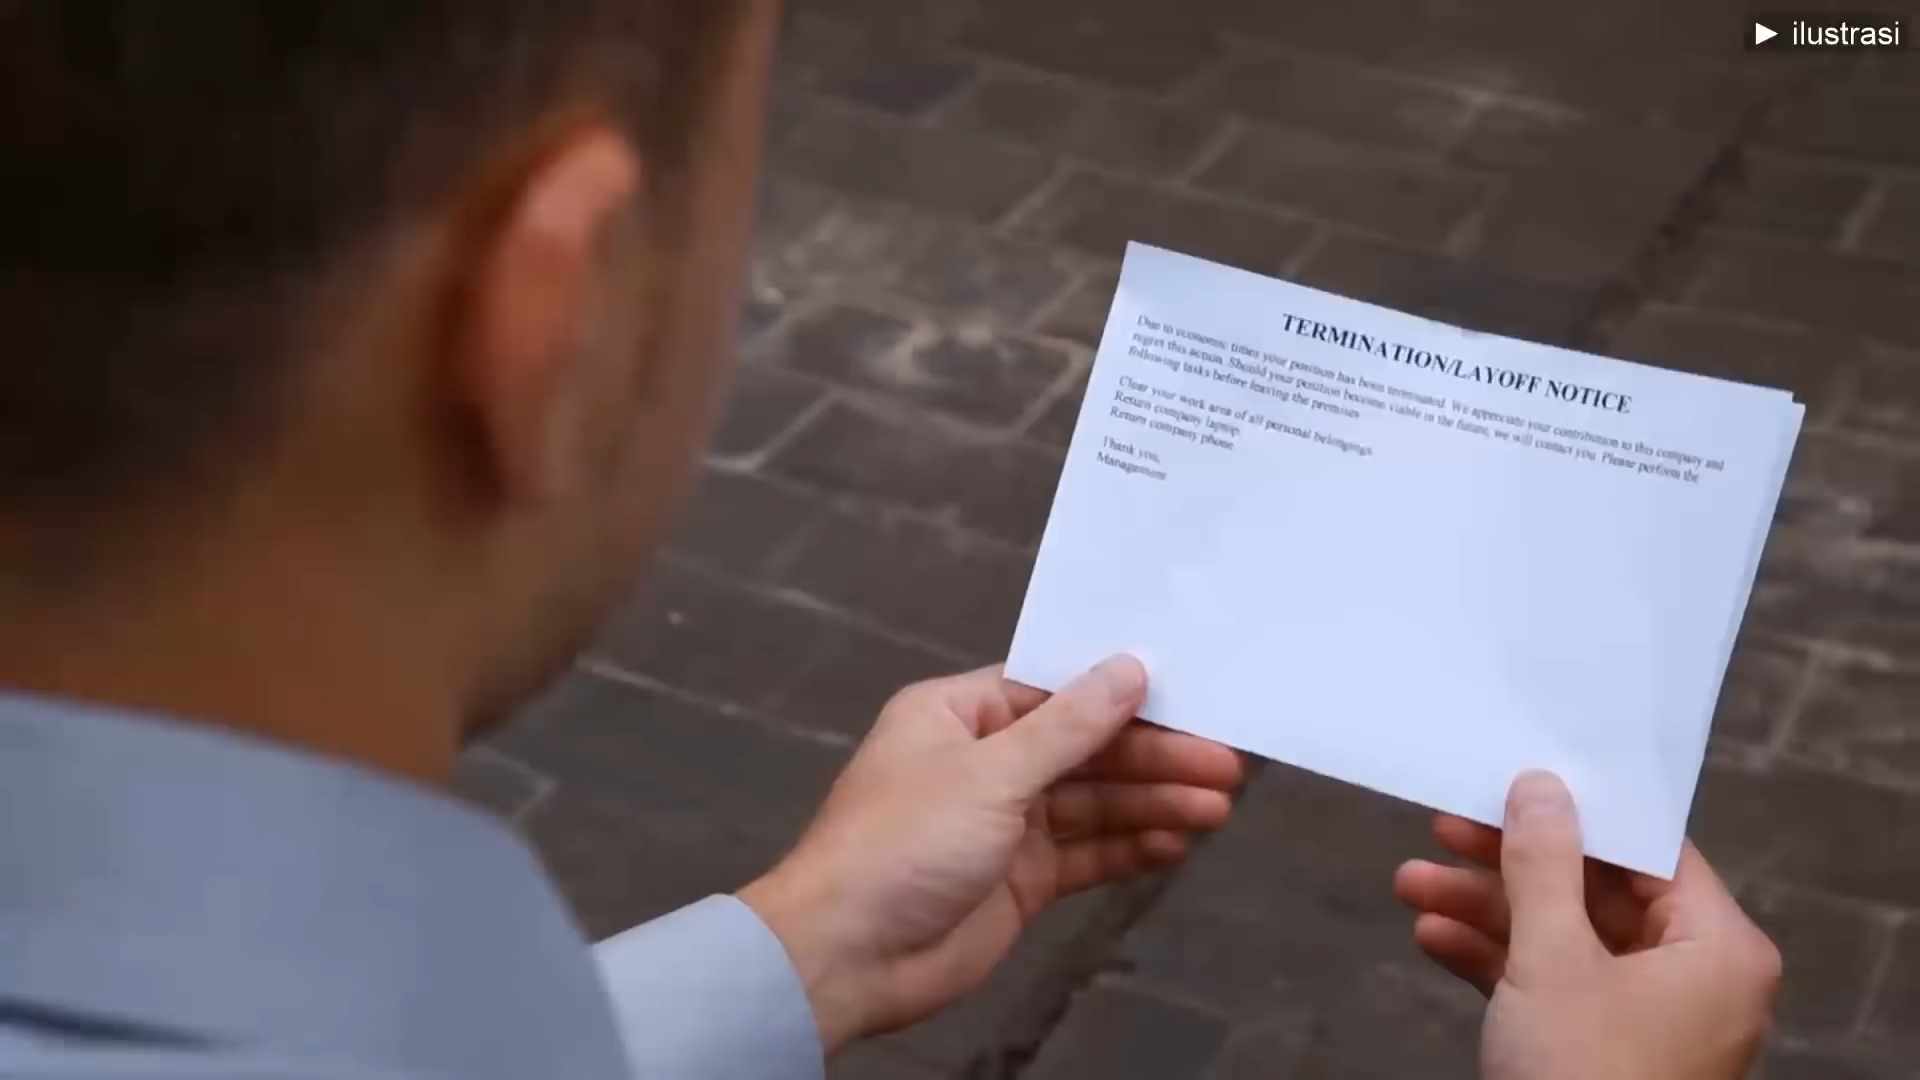 ilustrasi
TERMINATION/LAYOFF NOTICE
Due to economic times your position has been terminated. We appreciate your contribution to this company and
regret this action. Should your position become viable in the future, we will contact you. Please perform the
following tasks before leaving the premises
Clear your work area of all personal belongings.
Return company laptop.
Return company phone
Thank you,
Management